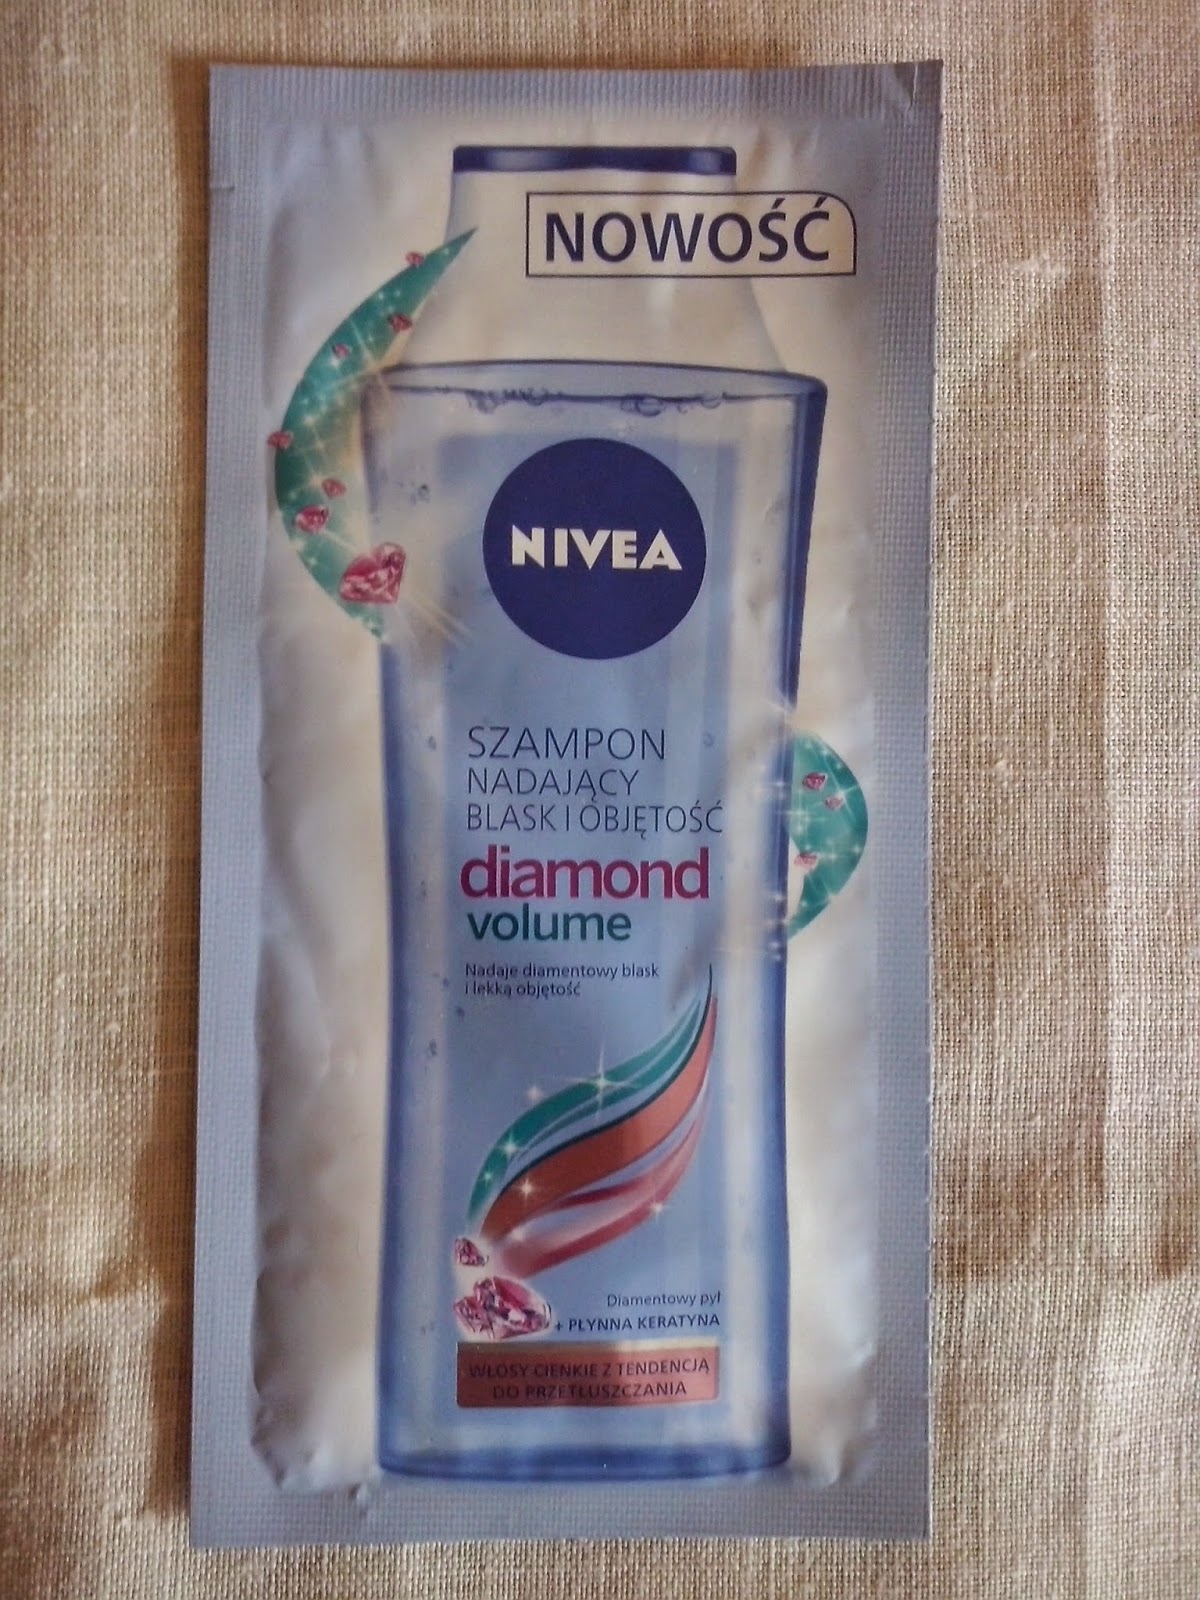 NOWOŚĆ
NIVEA
SZAMPON
NADAJĄCY
BLASK I OBJĘTOŚĆ
diamond
volume
Nadaje diamentowy blask
i lekką objętość
Diamentowy pył
+ PŁYNNA KERATYNA
WŁOSY CIENKIE Z TENDENCJĄ
DO PRZETŁUSZCZANIA